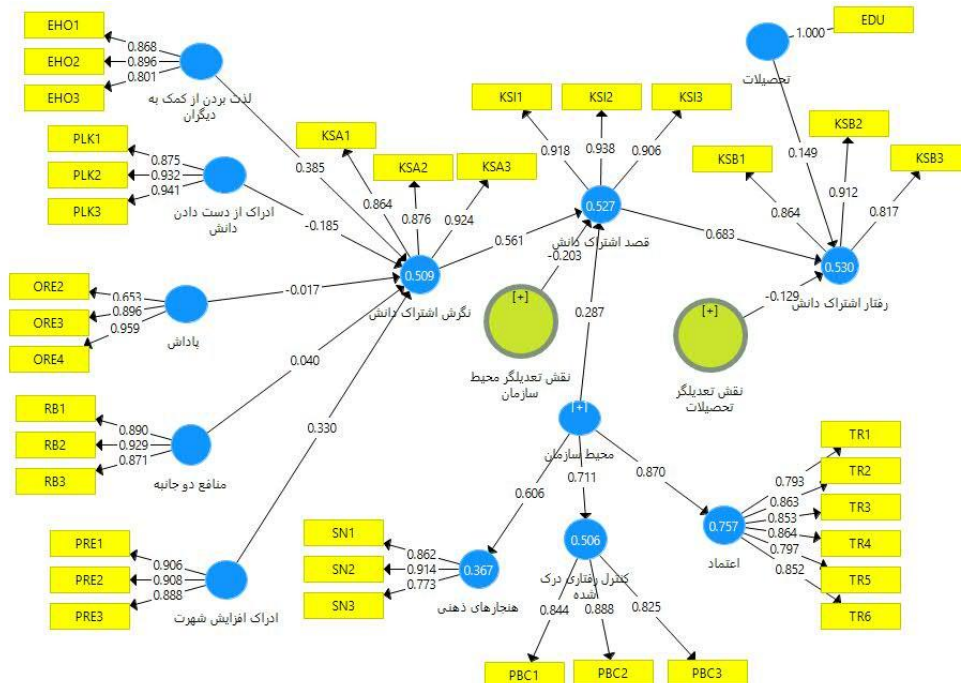 EHO1
0.868
EHO2
0.896
EHO3
0.801
لذت بردن از کمک به
دیگران
0.385
PLK1
0.875
PLK2
0.932
PLK3
0.941
ادراک از دست دادن
دانش
-0.185
ORE2
0.653
ORE3
0.896
ORE4
0.959
پاداش
-0.017
RB1
0.890
RB2
0.929
RB3
0.871
منافع دو جانبه
0.040
PRE1
0.906
PRE2
0.908
PRE3
0.888
ادراک افزایش شهرت
0.330
KSA1
KSA2
KSA3
0.864
0.876
0.924
0.509
نگرش اشتراک دانش
0.561
KSI1
KSI2
KSI3
0.918
0.938
0.906
0.527
قصد اشتراک دانش
-0.203
[+]
نقش تعدیلگر محیط
سازمان
0.287
0.683
EDU
1.000
تحصیلات
0.149
KSB1
KSB2
KSB3
0.864
0.912
0.817
0.530
رفتار اشتراک دانش
-0.129
[+]
نقش تعدیلگر
تحصیلات
[+]
محیط سازمان
0.606
0.711
0.870
SN1
0.862
SN2
0.914
SN3
0.773
0.367
هنجارهای ذهنی
0.506
کنترل رفتاری درک
شده
0.844
0.888
0.825
PBC1
PBC2
PBC3
0.757
اعتماد
TR1
0.793
TR2
0.863
TR3
0.853
TR4
0.864
TR5
0.797
TR6
0.852